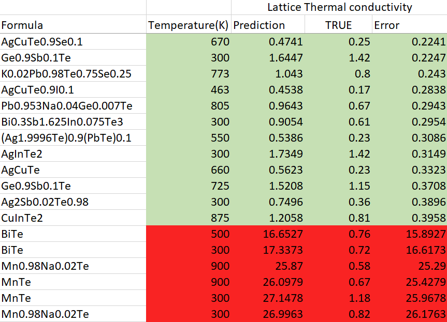 Lattice Thermal conductivity
Formula Temperature(K) Prediction TRUE Error
AgCuTe0.9Se0.1 670 0.4741 0.25 0.2241
Ge0.9Sb0.1Te 300 1.6447 1.42 0.2247
K0.02Pb0.98Te0.75Se0.25 773 1.043 0.8 0.243
AgCuTe0.9I0.1 463 0.4538 0.17 0.2838
Pb0.953Na0.04Ge0.007Te 805 0.9643 0.67 0.2943
Bi0.3Sb1.625In0.075Te3 300 0.9054 0.61 0.2954
(Ag1.9996Te)0.9(PbTe)0.1 550 0.5386 0.23 0.3086
AgInTe2 300 1.7349 1.42 0.3149
AgCuTe 660 0.5623 0.23 0.3323
Ge0.9Sb0.1Te 725 1.5208 1.15 0.3708
Ag2Sb0.02Te0.98 300 0.7496 0.36 0.3896
CuInTe2 875 1.2058 0.81 0.3958
BiTe 500 16.6527 0.76 15.8927
BiTe 300 17.3373 0.72 16.6173
Mn0.98Na0.02Te 900 25.87 0.58 25.29
MnTe 900 26.0979 0.67 25.4279
MnTe 300 27.1478 1.18 25.9678
Mn0.98Na0.02Te 300 26.9963 0.82 26.1763